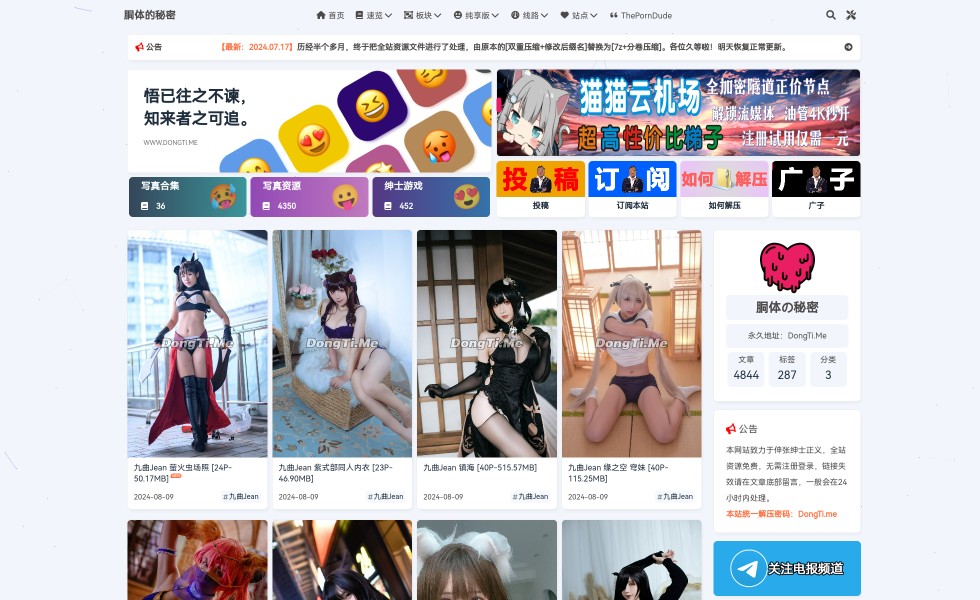 胴体的秘密
首页
速览
板块
纯享版
线路
站点
ThePornDude
公告
【最新：2024.07.17】历经半个多月，终于把全站资源文件进行了处理，由原本的[双重压缩+修改后缀名]替换为[7z+分卷压缩]。各位久等啦！明天恢复正常更新。
悟已往之不谏，
知来者之可追。
WWW.DONGTI.ME
猫猫云机场
超高性价比梯子
全加密隧道正价节点
解锁流媒体 油管4K秒开
注册试用仅需一元
写真合集
36
写真资源
4350
绅士游戏
452
投稿
投稿
订阅
订阅本站
如何解压
如何解压
广子
广子
DongTi.Me
DongTi.Me
DongTi.Me
DongTi.Me
九曲Jean 萤火虫场照 [24P-
50.17MB]
2024-08-09
#九曲Jean
九曲Jean 紫式部同人内衣 [23P-
46.90MB]
2024-08-09
#九曲Jean
九曲Jean 镇海 [40P-515.57MB]
2024-08-09
#九曲Jean
九曲Jean 缘之空 穹妹 [40P-
115.25MB]
2024-08-09
#九曲Jean
胴体の秘密
永久地址：DongTi.Me
文章
4844
标签
287
分类
3
公告
本网站致力于伸张绅士正义，全站
资源免费，无需注册登录，链接失
效请在文章底部留言，一般会在24
小时内处理。
本站统一解压密码：DongTi.me
关注电报频道